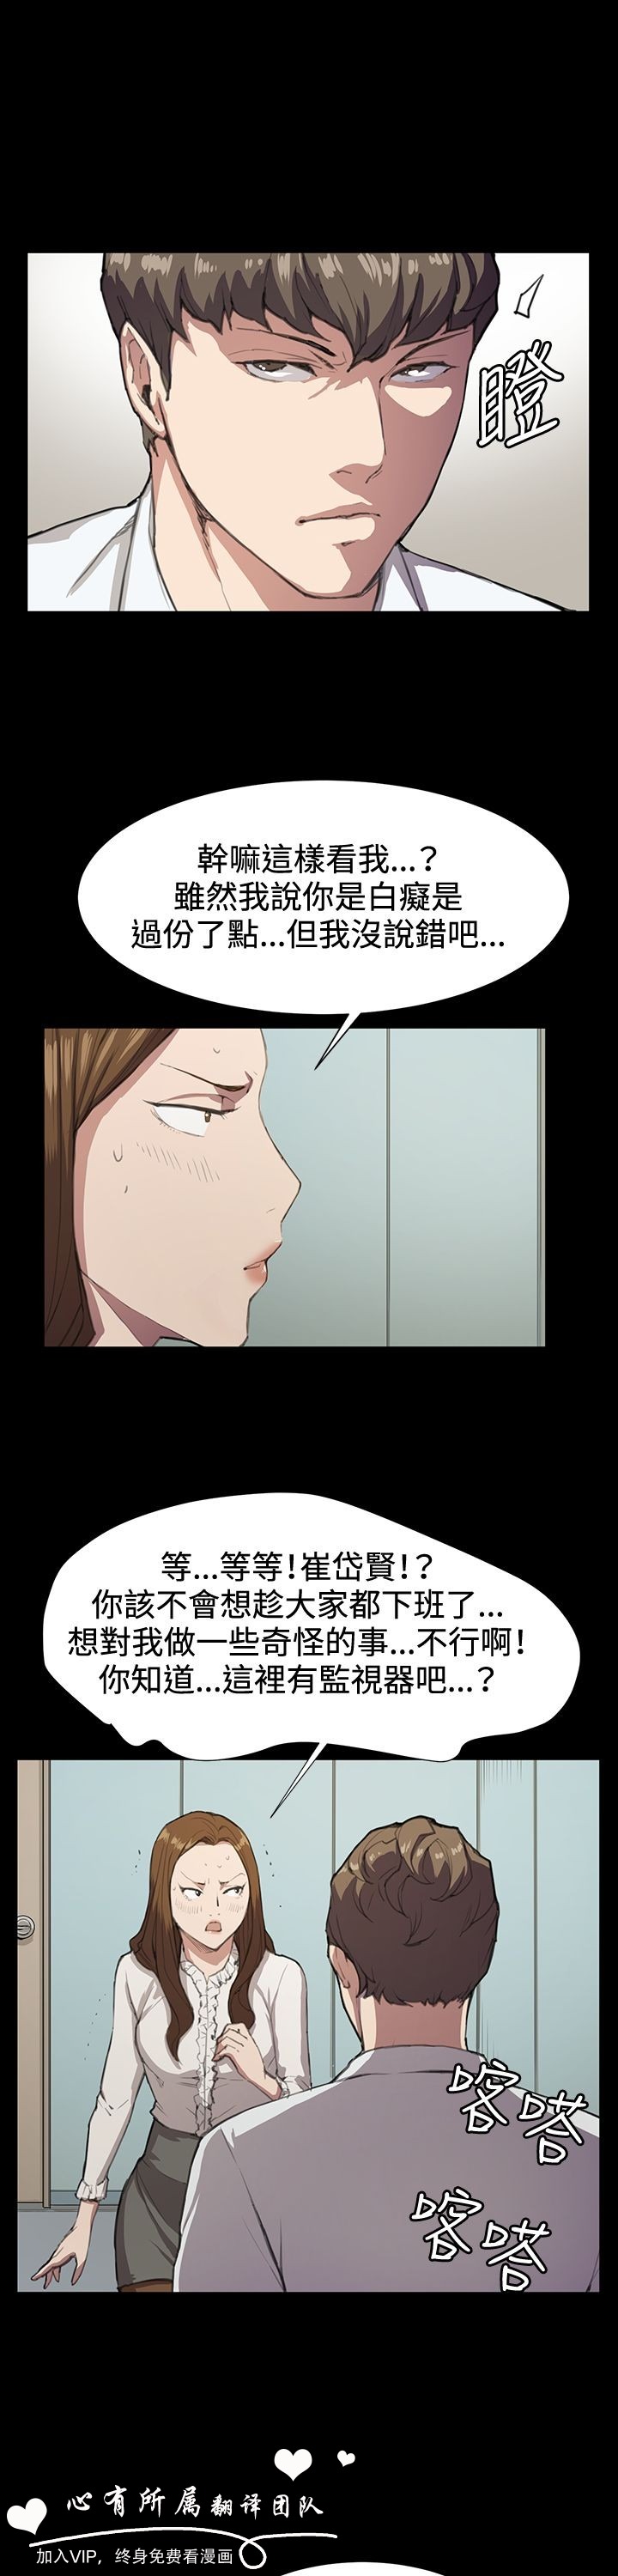 瞪
幹嘛這樣看我...？
雖然我說你是白癡是
過份了點...但我沒說錯吧...
等...等等！崔岱賢！？
你該不會想趁大家都下班了...
想對我做一些奇怪的事...不行啊！
你知道...這裡有監視器吧...？
喀嗒
喀嗒
心有所属翻译团队
加入VIP，终身免费看漫画